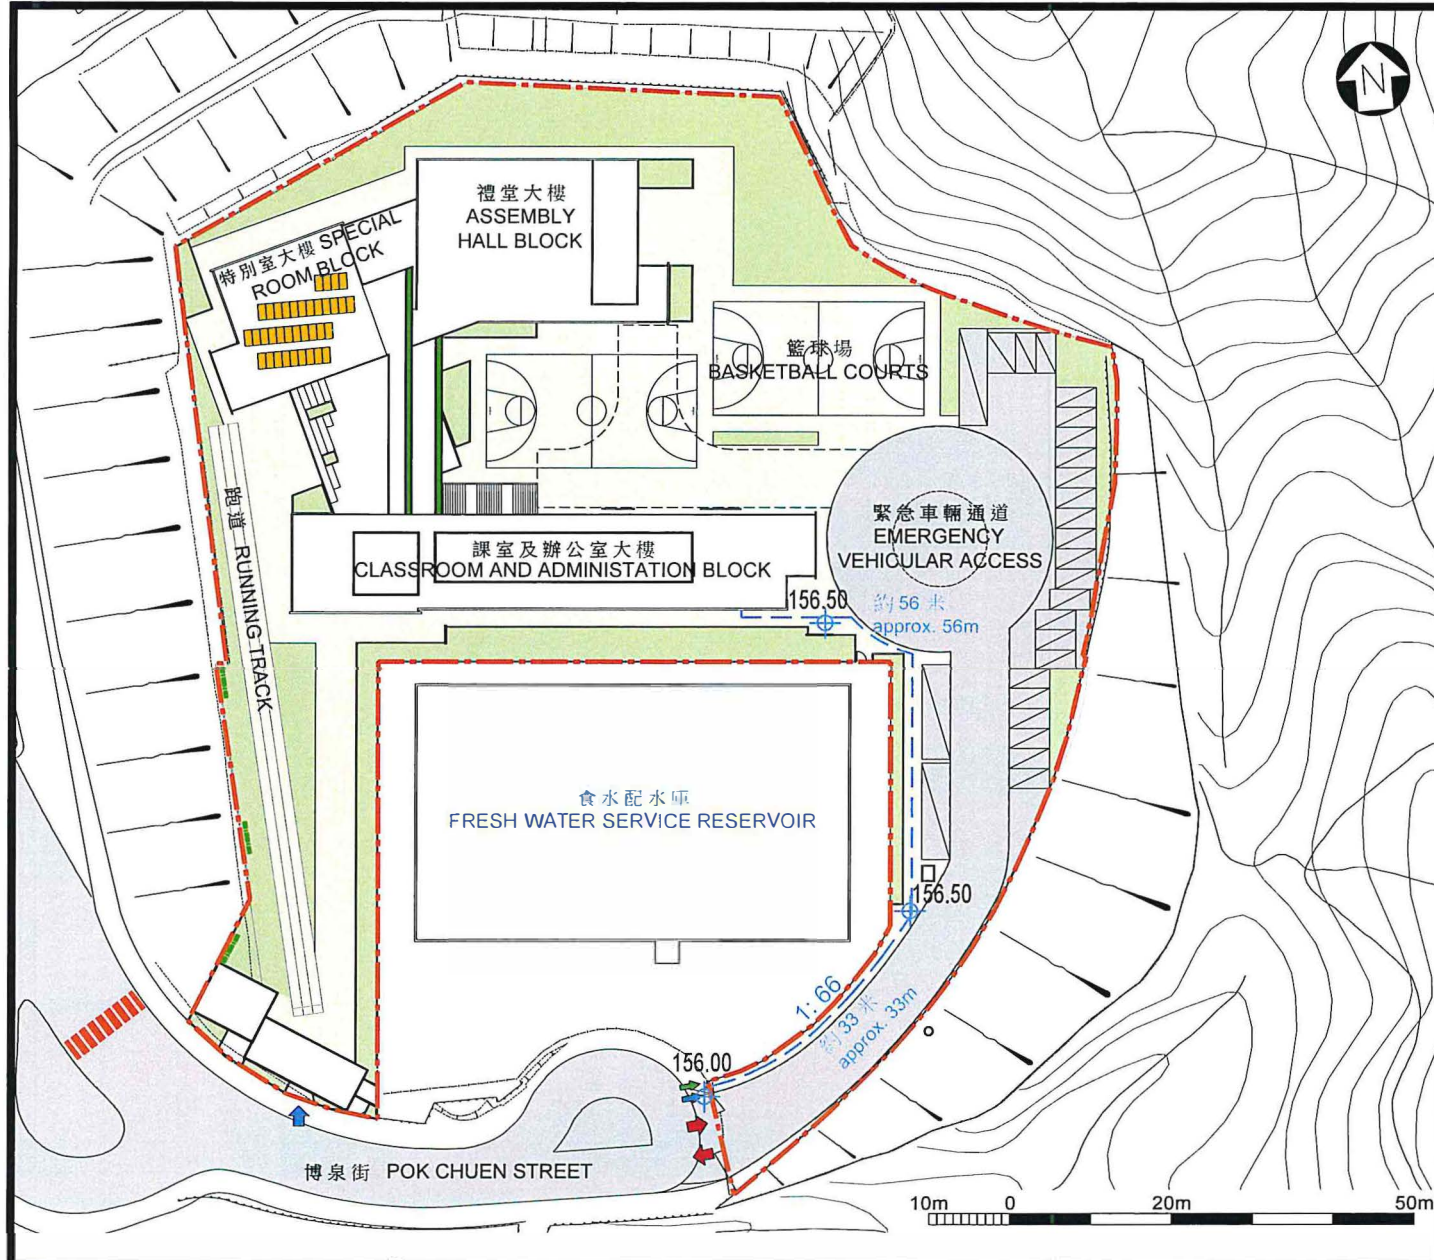 N
禮堂大樓
ASSEMBLY
HALL BLOCK
特別室大樓 SPECIAL
ROOM BLOCK
籃球場
BASKETBALL COURTS
跑道 RUNNING TRACK
緊急車輛通道
EMERGENCY
VEHICULAR ACCESS
課室及辦公室大樓
CLASSROOM AND ADMINISTATION BLOCK
156.50
約 56 米
approx. 56m
食水配水庫
FRESH WATER SERVICE RESERVOIR
156.50
1: 66
約 33 米
approx. 33m
156.00
博泉街 POK CHUEN STREET
10m 0 20m 50m